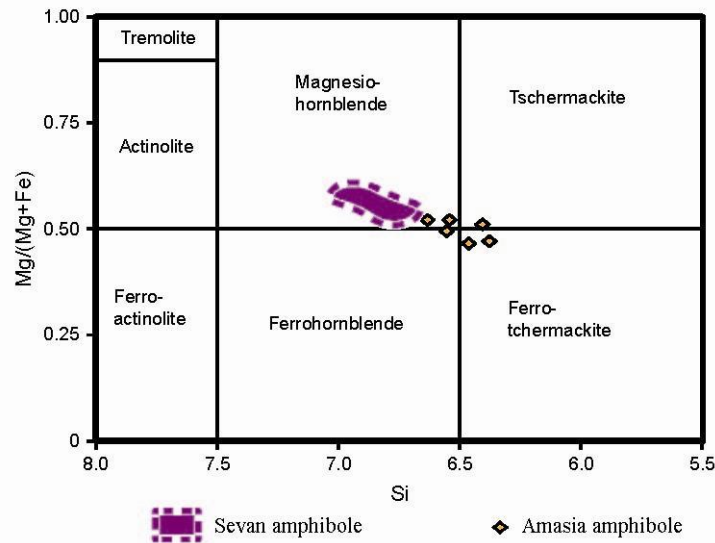 1.00
Tremolite
Magnesio-
hornblende
Tschermackite
0.75
Actinolite
Mg/(Mg+Fe)
0.50
Ferro-
actinolite
Ferrohornblende
Ferro-
tchermackite
0.25
0
8.0 7.5 7.0 6.5 6.0 5.5
Si
Sevan amphibole Amasia amphibole